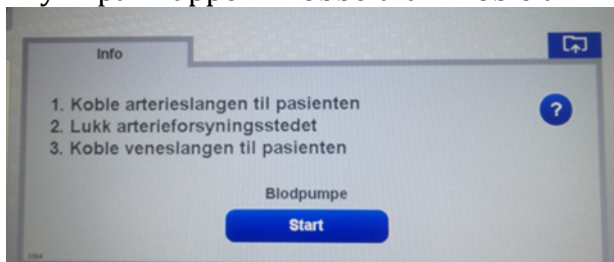 Info
1. Koble arterieslangen til pasienten
2. Lukk arterieforsyningsstedet
3. Koble veneslangen til pasienten
?
Blodpumpe
Start